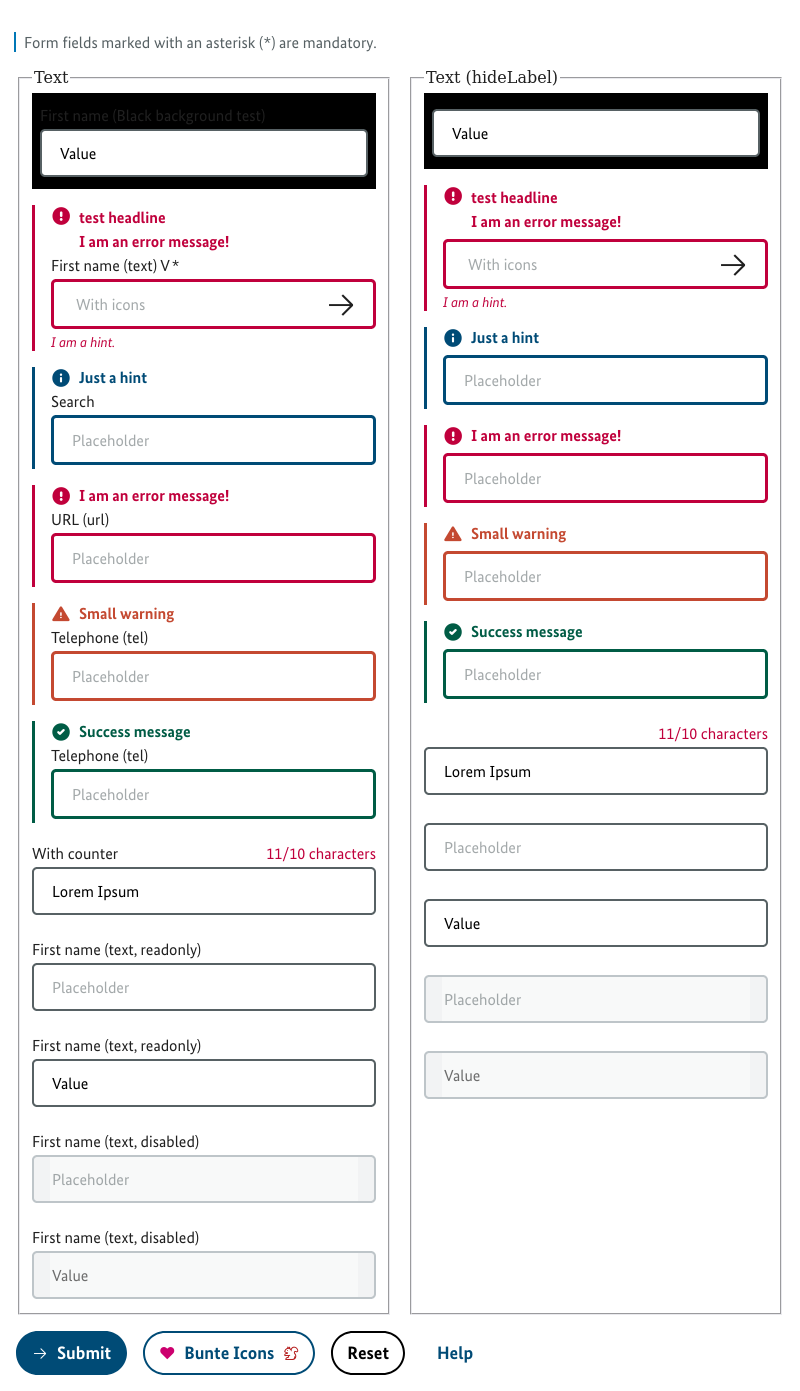 Form fields marked with an asterisk (*) are mandatory.
Text
First name (Black background test)
Value
test headline
I am an error message!
First name (text) V*
With icons
I am a hint.
Just a hint
Search
Placeholder
I am an error message!
URL (url)
Placeholder
Small warning
Telephone (tel)
Placeholder
Success message
Telephone (tel)
Placeholder
With counter 11/10 characters
Lorem Ipsum
First name (text, readonly)
Placeholder
First name (text, readonly)
Value
First name (text, disabled)
Placeholder
First name (text, disabled)
Value
Text (hideLabel)
Value
test headline
I am an error message!
With icons
I am a hint.
Just a hint
Placeholder
I am an error message!
Placeholder
Small warning
Placeholder
Success message
Placeholder
11/10 characters
Lorem Ipsum
Placeholder
Value
Placeholder
Value
Submit Bunte Icons Reset Help